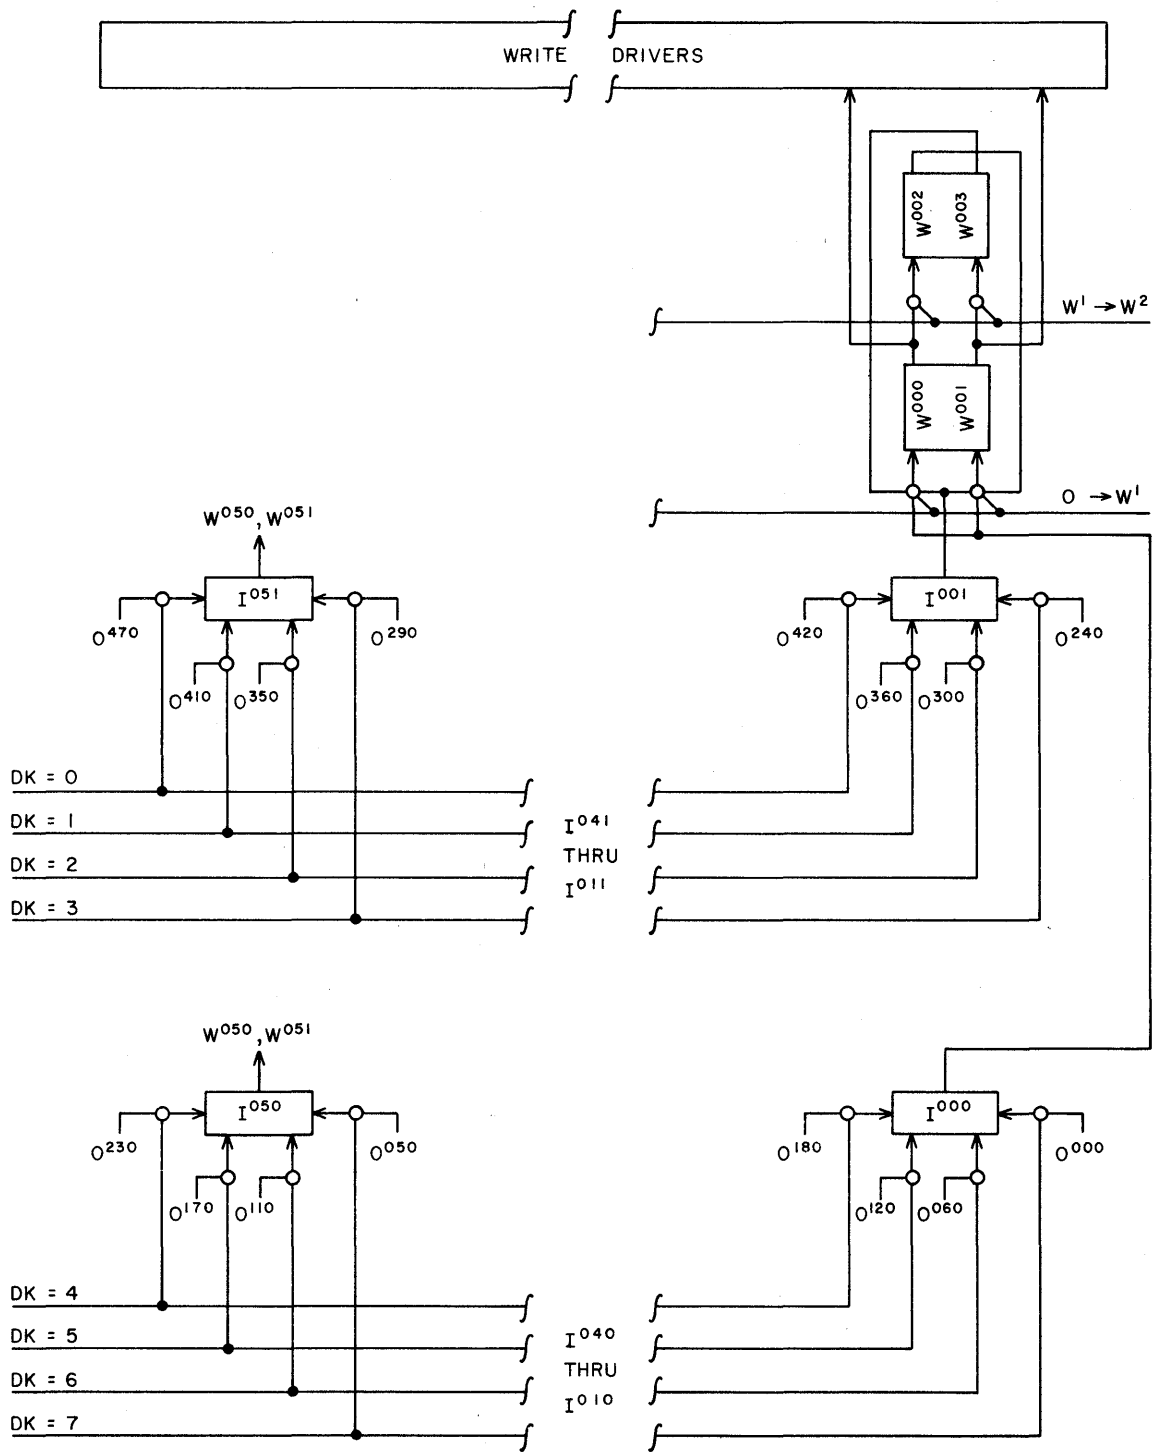 WRITE DRIVERS
W002 W003
W1 → W2
W000 W001
O → W1
W050, W051
I051
I001
O470
O290
O420
O240
O410 O350
O360 O300
DK = 0
DK = 1
I041
THRU
DK = 2
I011
DK = 3
W050, W051
I050
I000
O230
O050
O180
O000
O170 O110
O120 O060
DK = 4
DK = 5
I040
THRU
DK = 6
I010
DK = 7